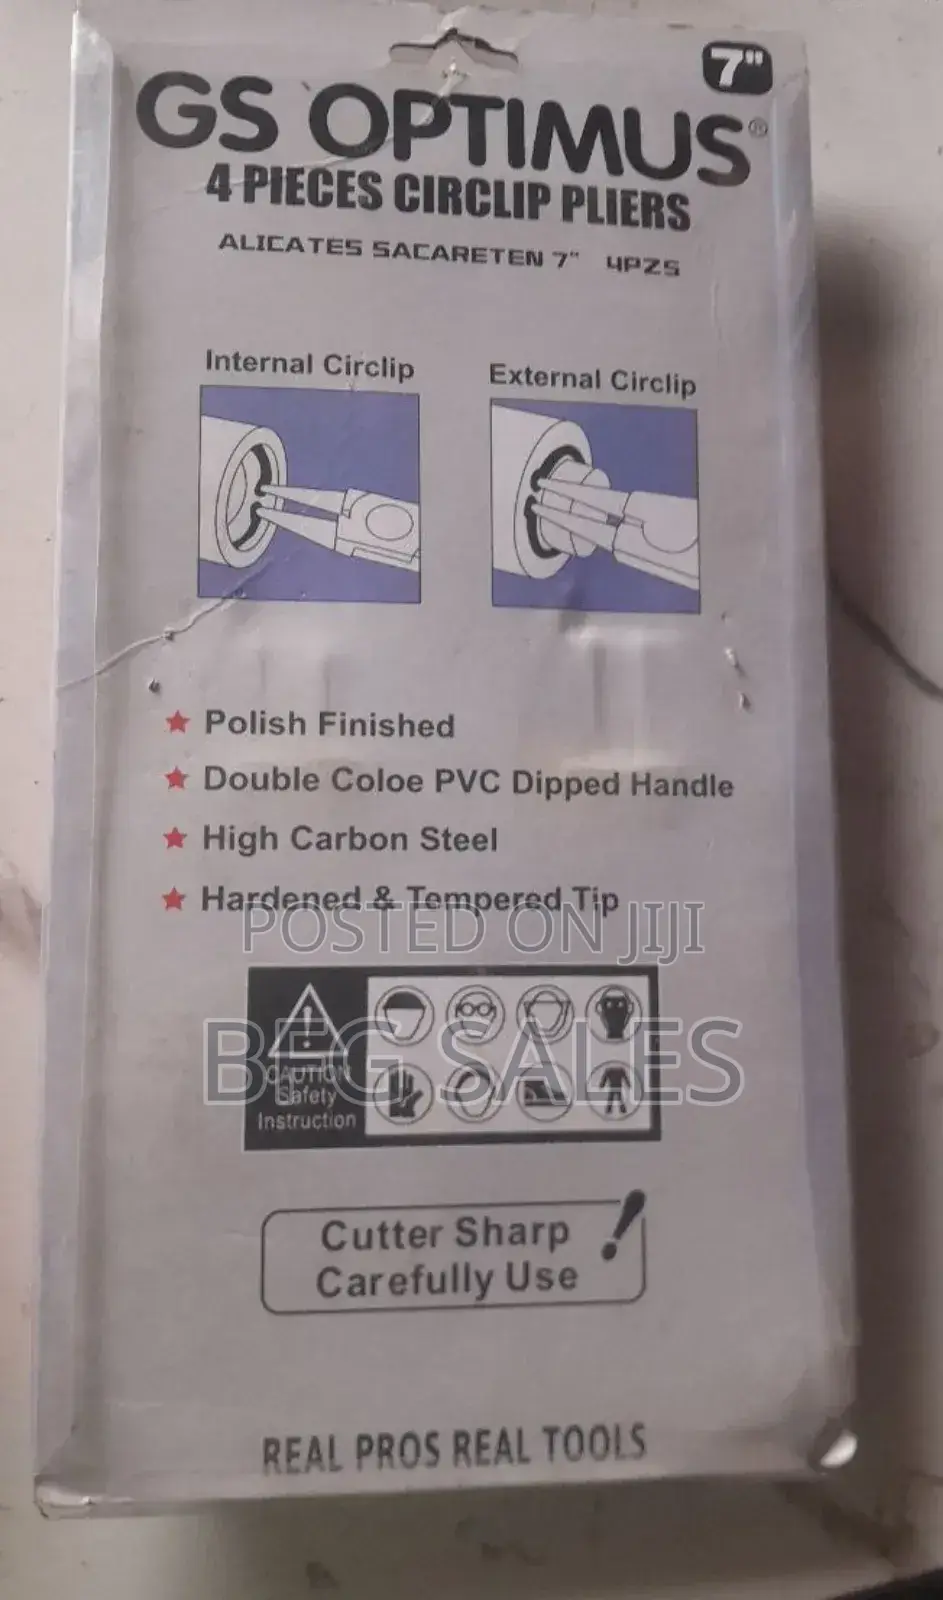 7"
GS OPTIMUS®
4 PIECES CIRCLIP PLIERS
ALICATES SACARETEN 7" 4PZS
Internal Circlip
External Circlip
Polish Finished
Double Coloe PVC Dipped Handle
High Carbon Steel
Hardened & Tempered Tip
POSTED ON JIJI
BFG SALES
CAUTION
Safety
Instruction
Cutter Sharp
Carefully Use
REAL PROS REAL TOOLS